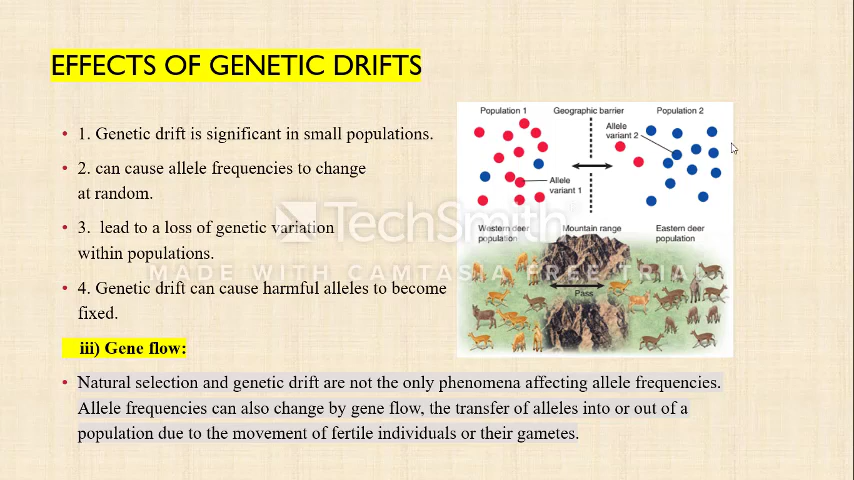 EFFECTS OF GENETIC DRIFTS
• 1. Genetic drift is significant in small populations.
• 2. can cause allele frequencies to change
at random.
• 3. lead to a loss of genetic variation
within populations.
• 4. Genetic drift can cause harmful alleles to become
fixed.
iii) Gene flow:
• Natural selection and genetic drift are not the only phenomena affecting allele frequencies.
Allele frequencies can also change by gene flow, the transfer of alleles into or out of a
population due to the movement of fertile individuals or their gametes.
Population 1
Geographic barrier
Population 2
Allele
variant 2
Allele
variant 1
Western deer
population
Mountain range
Eastern deer
population
Pass
TechSmith
MADE WITH CAMTASIA FREE TRIAL